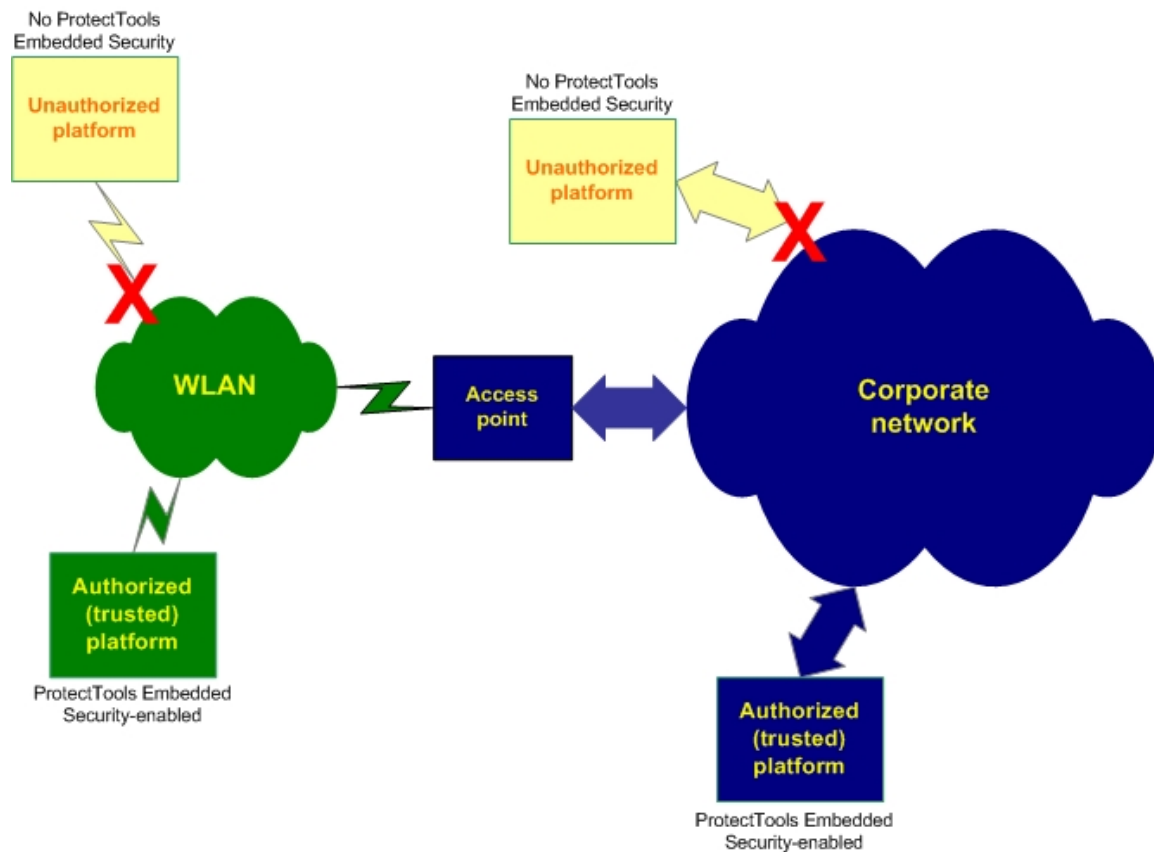 No ProtectTools
Embedded Security
Unauthorized
platform
No ProtectTools
Embedded Security
Unauthorized
platform
WLAN
Access
point
Corporate
network
Authorized
(trusted)
platform
ProtectTools Embedded
Security-enabled
Authorized
(trusted)
platform
ProtectTools Embedded
Security-enabled